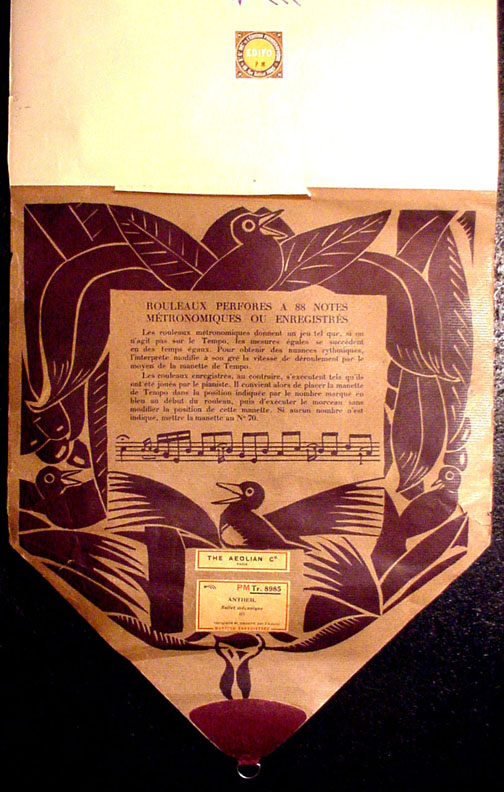 EDIFO
P M
ROULEAUX PERFORES A 88 NOTES
MÉTRONOMIQUES OU ENREGISTRÉS
Les rouleaux métronomiques donnent un jeu tel que, si on
n'agit pas sur le Tempo, les mesures égales se succèdent
en des temps égaux. Pour obtenir des nuances rythmiques,
l'interprète modifie à son gré la vitesse de déroulement par le
moyen de la manette de Tempo.
Les rouleaux enregistrés, au contraire, s'exécutent tels qu'ils
ont été joués par le pianiste. Il convient alors de placer la manette
de Tempo dans la position indiquée par le nombre marqué en
bleu au début du rouleau, puis d'exécuter le morceau sans
modifier la position de cette manette. Si aucun nombre n'est
indiqué, mettre la manette au N° 70.
THE AEOLIAN Cº
PARIS
PM Tr. 8985
ANTHEIL
Ballet mécanique